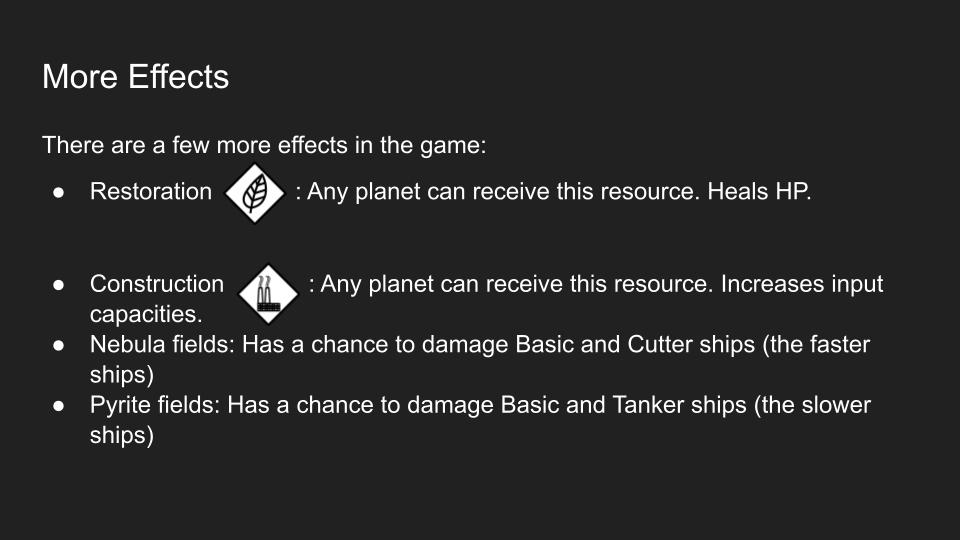 More Effects
There are a few more effects in the game:
● Restoration : Any planet can receive this resource. Heals HP.
● Construction : Any planet can receive this resource. Increases input
capacities.
● Nebula fields: Has a chance to damage Basic and Cutter ships (the faster
ships)
● Pyrite fields: Has a chance to damage Basic and Tanker ships (the slower
ships)